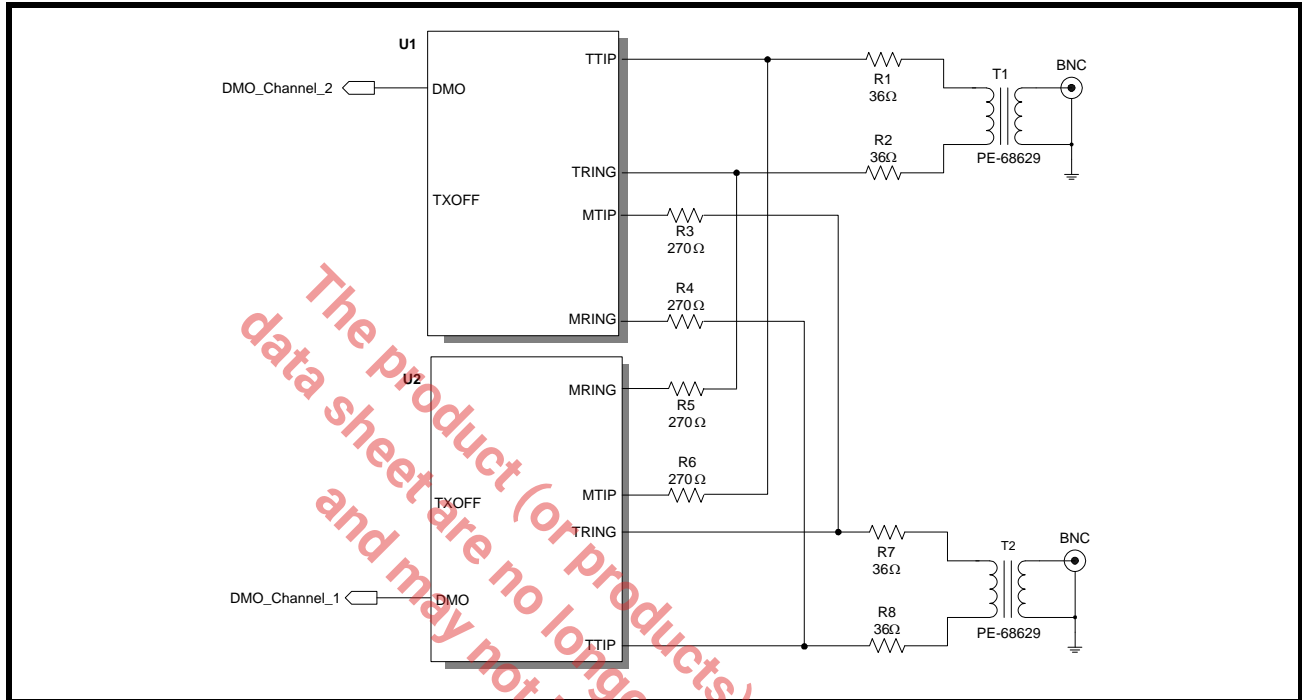 U1
TTIP
DMO_Channel_2
DMO
TRING
TXOFF
MTIP
MRING
R1
36Ω
R2
36Ω
T1
BNC
PE-68629
R3
270Ω
R4
270Ω
U2
MRING
R5
270Ω
R6
270Ω
MTIP
TXOFF
TRING
DMO_Channel_1
DMO
TTIP
R7
36Ω
R8
36Ω
T2
BNC
PE-68629
The product (or products)
data sheet are no longe
and may not